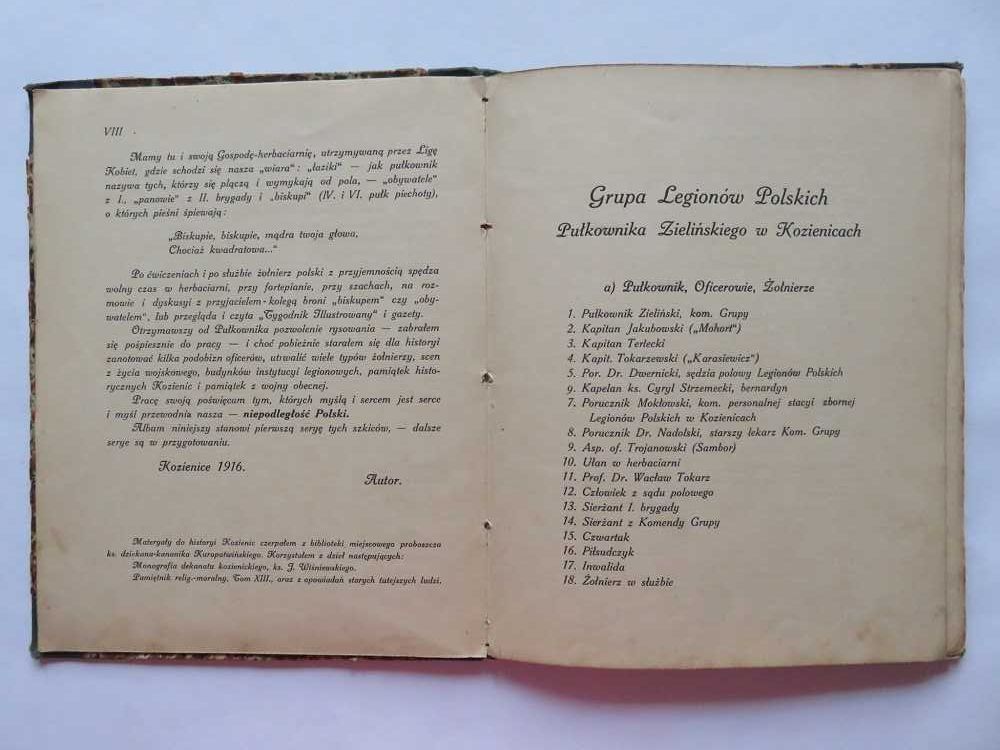 VIII
Mamy tu i swoją Gospodę-herbaciarnię, utrzymywaną przez Ligę
Kobiet, gdzie schodzi się nasza „wiara“: „łaziki“ — jak pułkownik
nazywa tych, którzy się plączą i wymykają od pola, — „obywatele“
z I., „panowie“ z II. brygady i „biskupi“ (IV. i VI. pułk piechoty),
o których pieśni śpiewają:
„Biskupie, biskupie, mądra twoja głowa,
Chociaż kwadratowa...“
Po ćwiczeniach i po służbie żołnierz polski z przyjemnością spędza
wolny czas w herbaciarni, przy fortepianie, przy szachach, na roz-
mowie i dyskusyi z przyjacielem-kolegą broni „biskupem“ czy „oby-
watelem“, lub przegląda i czyta „Tygodnik Illustrowany“ i gazety.
Otrzymawszy od Pułkownika pozwolenie rysowania — zabrałem
się pośpiesznie do pracy — i choć pobieżnie starałem się dla historyi
zanotować kilka podobizn oficerów, utrwalić wiele typów żołnierzy, scen
z życia wojskowego, budynków instytucyi legionowych, pamiątek histo-
rycznych Kozienic i pamiątek z wojny obecnej.
Pracę swoją poświęcam tym, których myślą i sercem jest serce
i myśl przewodnia nasza — niepodległość Polski.
Album niniejszy stanowi pierwszą seryę tych szkiców, — dalsze
serye są w przygotowaniu.
Kozienice 1916.
Autor.
Materyały do historyi Kozienic czerpałem z biblioteki miejscowego proboszcza
ks. dziekana-kanonika Kuropatwińskiego. Korzystałem z dzieł następujących:
Monografia dekanatu kozienickiego, ks. J. Wiśniewskiego.
Pamiętnik relig.-moralny, Tom XIII., oraz z opowiadań starych tutejszych ludzi.
Grupa Legionów Polskich
Pułkownika Zielińskiego w Kozienicach
a) Pułkownik, Oficerowie, Żołnierze
1. Pułkownik Zieliński, kom. Grupy
2. Kapitan Jakubowski („Mohort“)
3. Kapitan Terlecki
4. Kapit. Tokarzewski („Karasiewicz“)
5. Por. Dr. Dwernicki, sędzia polowy Legionów Polskich
9. Kapelan ks. Cyryl Strzemecki, bernardyn
7. Porucznik Mokłowski, kom. personalnej stacyi zbornej
Legionów Polskich w Kozienicach
8. Porucznik Dr. Nadolski, starszy lekarz Kom. Grupy
9. Asp. of. Trojanowski (Sambor)
10. Ułan w herbaciarni
11. Prof. Dr. Wacław Tokarz
12. Człowiek z sądu polowego
13. Sierżant I. brygady
14. Sierżant z Komendy Grupy
15. Czwartak
16. Piłsudczyk
17. Inwalida
18. Żołnierz w służbie